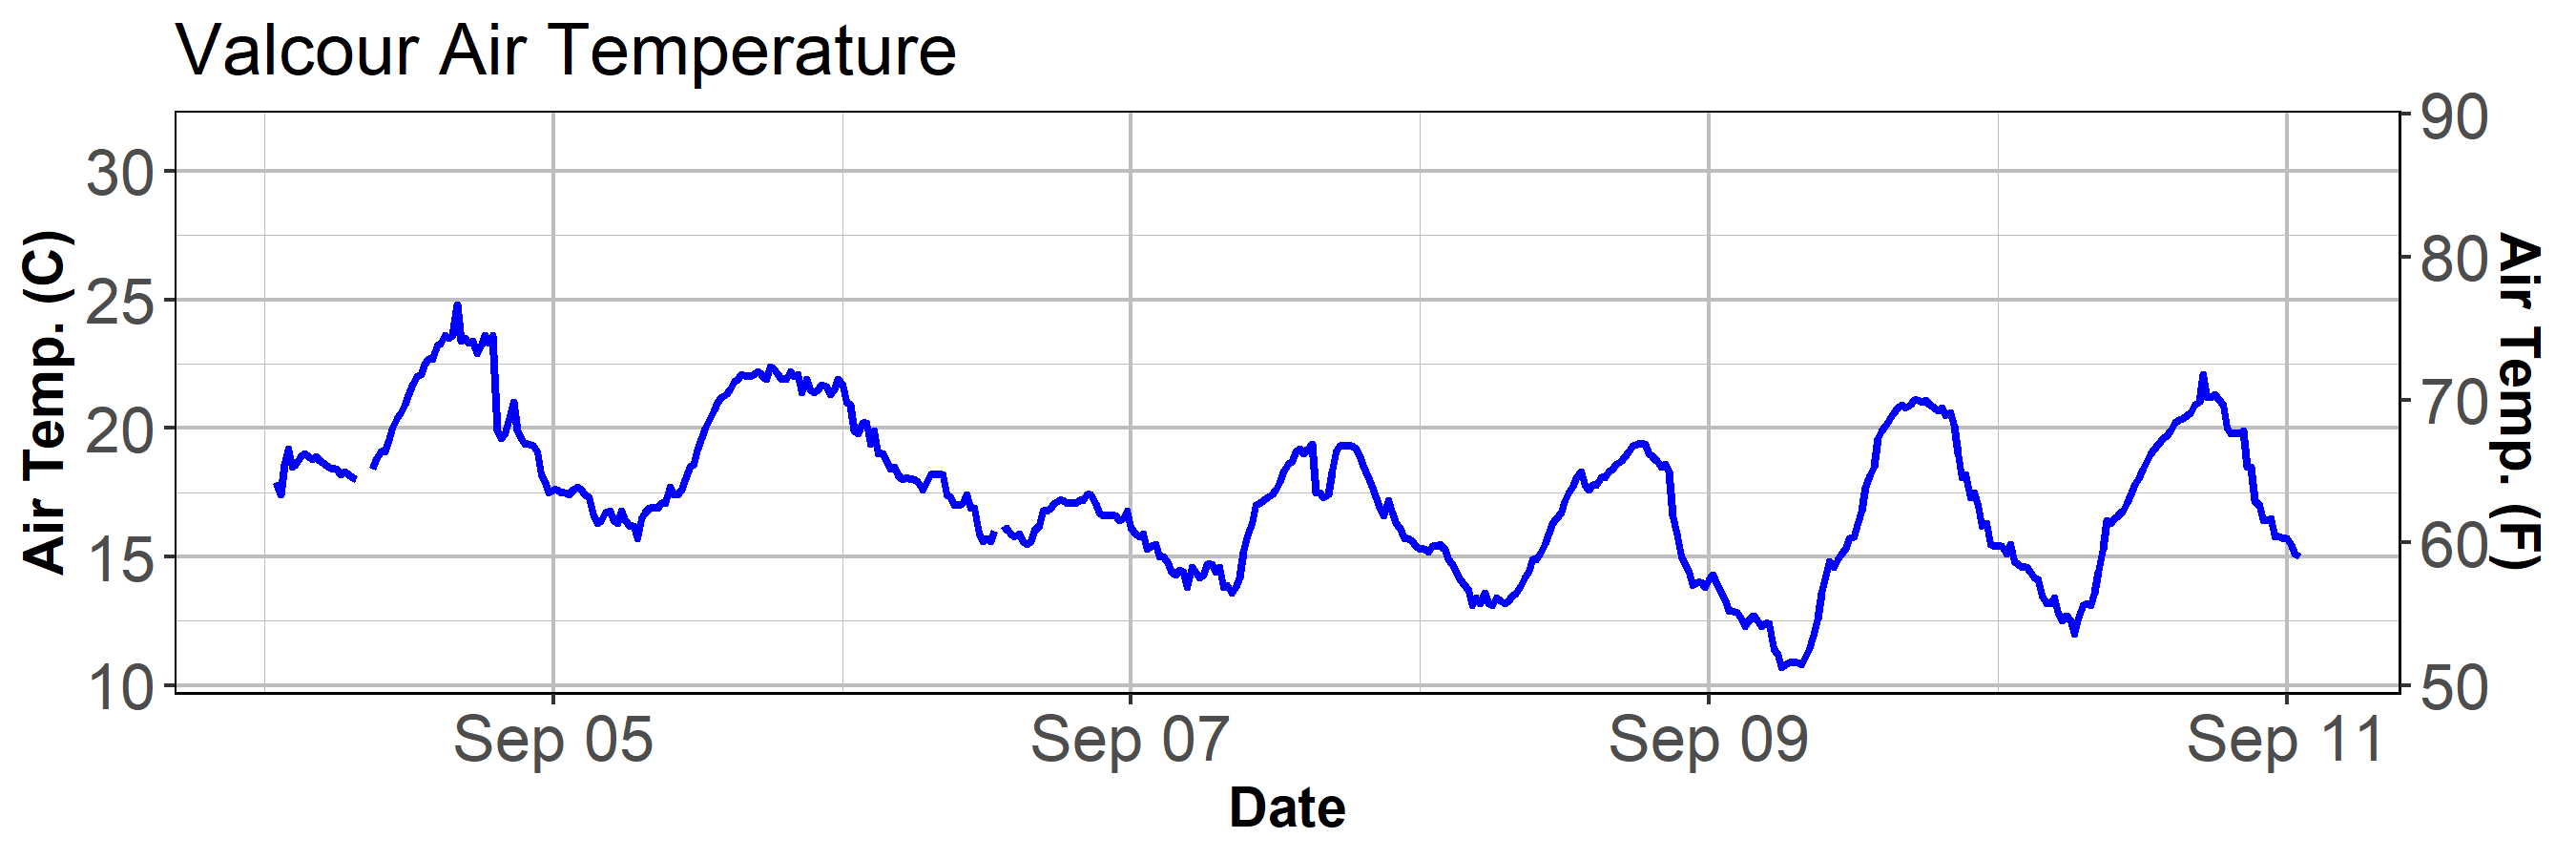 Valcour Air Temperature
Air Temp. (C)
30
25
20
15
10
90
80
70
60
50
Air Temp. (F)
Sep 05
Sep 07
Sep 09
Sep 11
Date